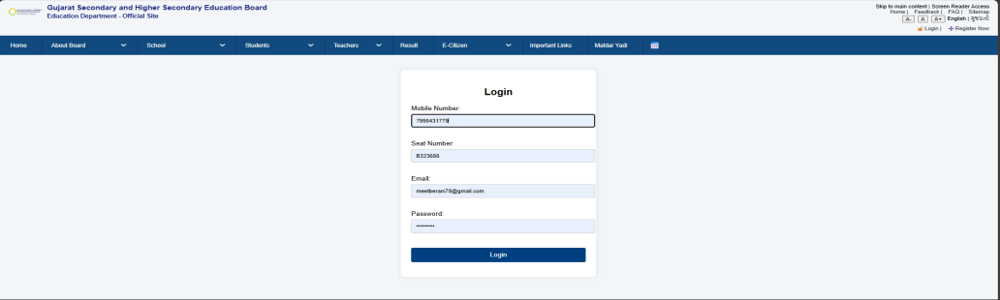 Gujarat Secondary and Higher Secondary Education Board
Education Department - Official Site
Skip to main content | Screen Reader Access
Home | Feedback | FAQ | Sitemap
A- A A+ English | ગુજરાતી
Login | Register Now
Home About Board School Students Teachers Result E-Citizen Important Links Matdar Yadi
Login
Mobile Number:
7990431779
Seat Number:
B323688
Email:
meetberani78@gmail.com
Password:
•••••••••
Login